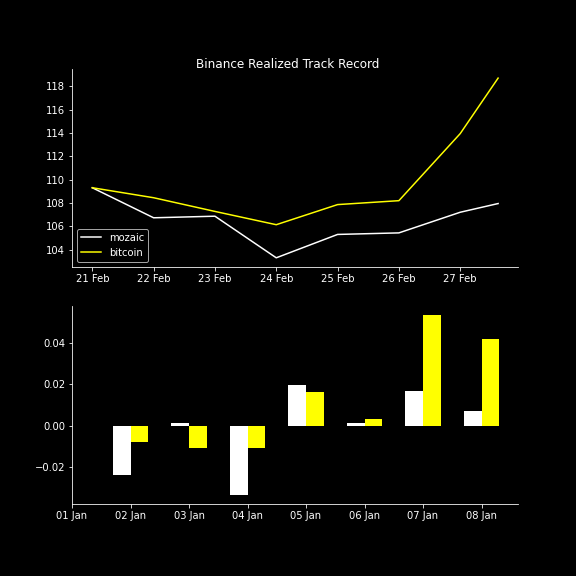 Binance Realized Track Record
118
116
114
112
110
108
106
104
mozaic
bitcoin
21 Feb 22 Feb 23 Feb 24 Feb 25 Feb 26 Feb 27 Feb
0.04
0.02
0.00
−0.02
01 Jan 02 Jan 03 Jan 04 Jan 05 Jan 06 Jan 07 Jan 08 Jan